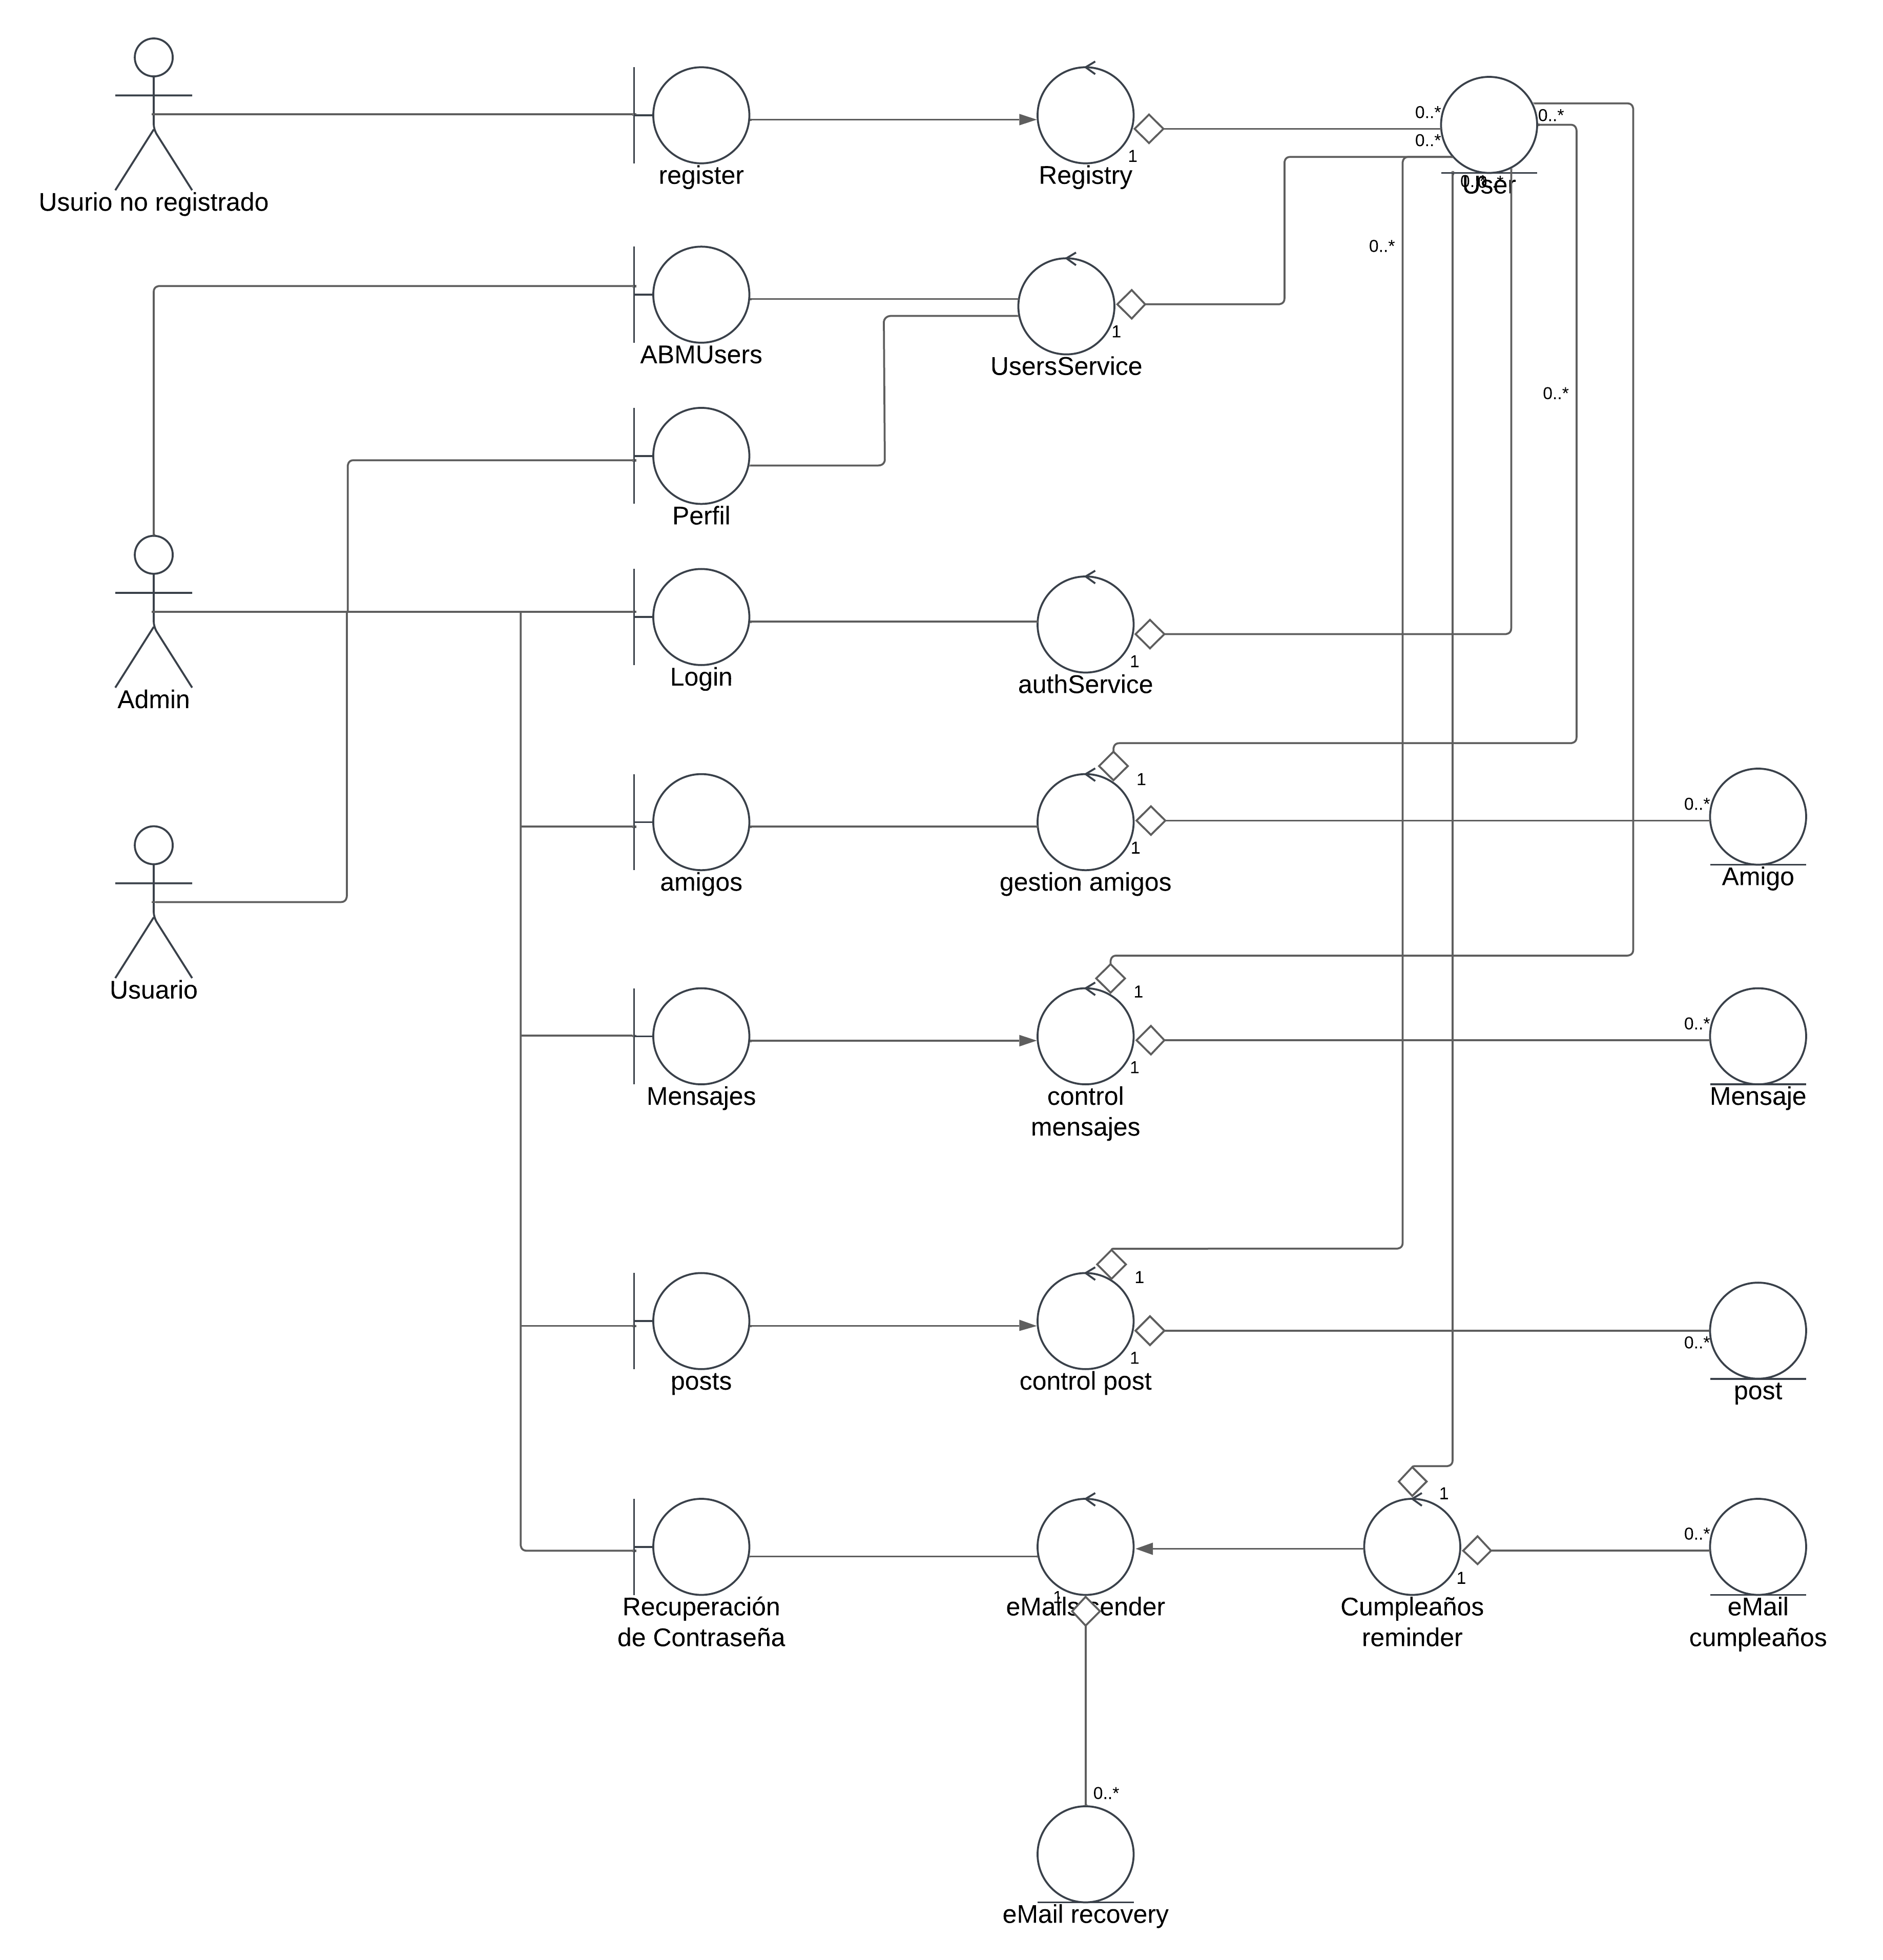 0..*
0..*
0..*
1
Usurio no registrado
register
Registry
User
0..*
1
ABMUsers
UsersService
0..*
Perfil
1
Login
authService
Admin
1
0..*
1
amigos
gestion amigos
Amigo
1
Usuario
0..*
1
Mensajes
control
mensajes
Mensaje
1
0..*
1
posts
control post
post
1
0..*
1
1
Recuperación
de Contraseña
eMails sender
Cumpleaños
reminder
eMail
cumpleaños
0..*
eMail recovery